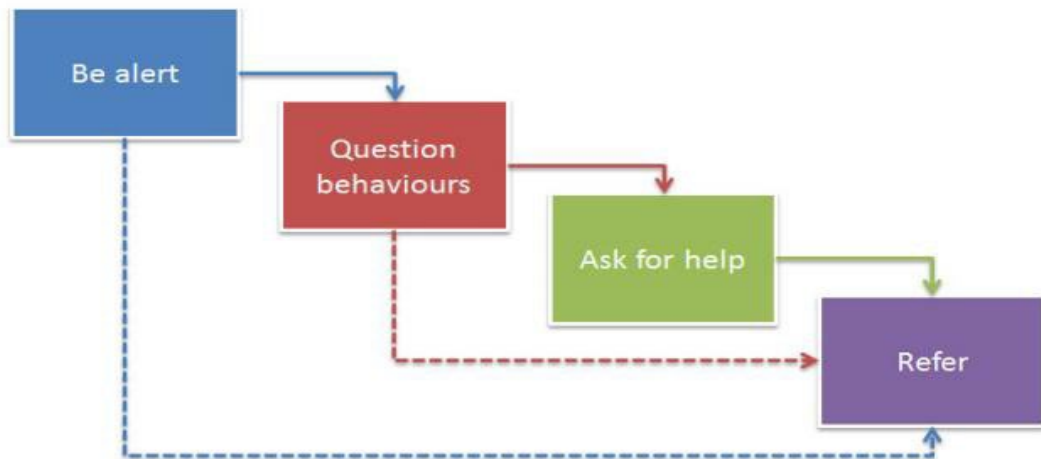 Be alert
Question
behaviours
Ask for help
Refer